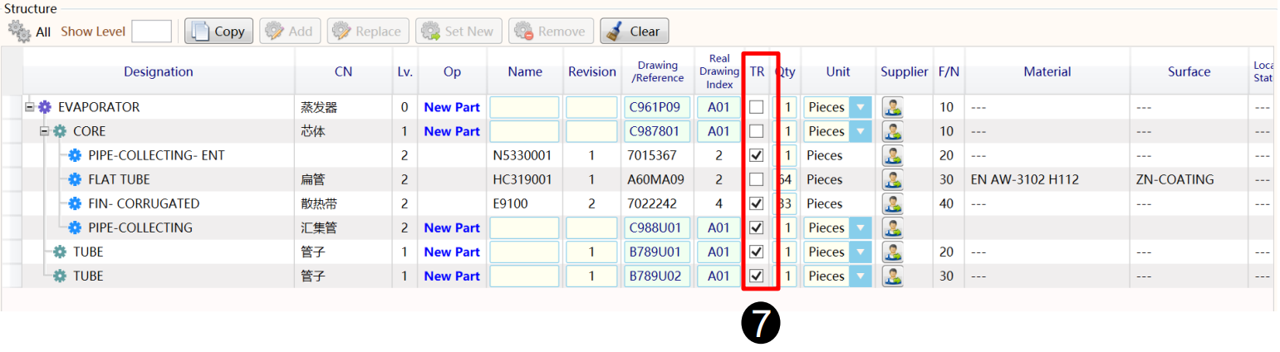 Structure
All Show Level Copy Add Replace Set New Remove Clear
Designation CN Lv. Op Name Revision Drawing /Reference Real Drawing Index TR Qty Unit Supplier F/N Material Surface
EVAPORATOR 蒸发器 0 New Part C961P09 A01 1 Pieces 10 --- --- ---
CORE 芯体 1 New Part C987801 A01 1 Pieces 10 --- --- ---
PIPE-COLLECTING- ENT 2 N5330001 1 7015367 2 1 Pieces 20 --- --- ---
FLAT TUBE 扁管 2 HC319001 1 A60MA09 2 64 Pieces 30 EN AW-3102 H112 ZN-COATING ---
FIN- CORRUGATED 散热带 2 E9100 2 7022242 4 33 Pieces 40 --- --- ---
PIPE-COLLECTING 汇集管 2 New Part C988U01 A01 1 Pieces
TUBE 管子 1 New Part 1 B789U01 A01 1 Pieces 20 --- --- ---
TUBE 管子 1 New Part 1 B789U02 A01 1 Pieces 30 --- --- ---
7